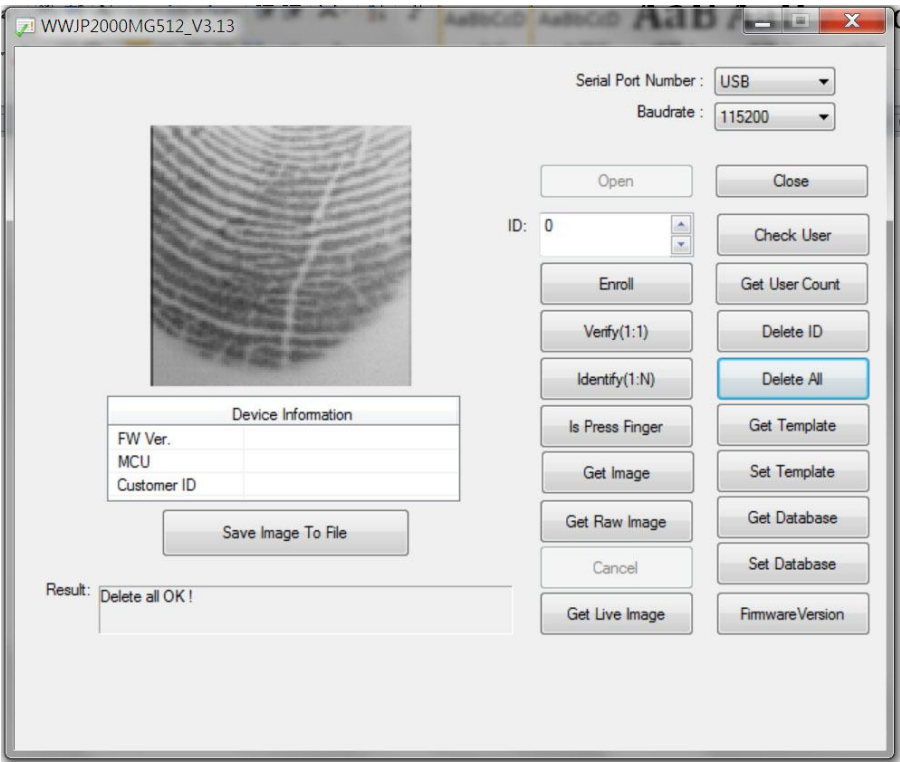 WWJP2000MG512_V3.13
AaBbCcD AaBbCcD AaB
Serial Port Number : USB
Baudrate : 115200
Open Close
ID: 0 Check User
Enroll Get User Count
Verify(1:1) Delete ID
Identify(1:N) Delete All
Device Information
Is Press Finger Get Template
FW Ver.
MCU
Get Image Set Template
Customer ID
Get Raw Image Get Database
Save Image To File
Cancel Set Database
Result: Delete all OK !
Get Live Image FirmwareVersion